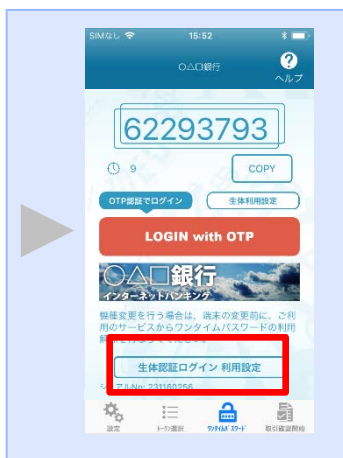 SIMなし 15:52
○△□銀行
ヘルプ
62293793
9
COPY
OTP認証でログイン 生体利用設定
LOGIN with OTP
○△□銀行
インターネットバンキング
機種変更を行う場合は、端末の変更前に、ご利
用のサービスからワンタイムパスワードの利用
生体認証ログイン 利用設定
アルNo: 231160256
設定 トークン選択 ワンタイムパスワード 取引確認開始